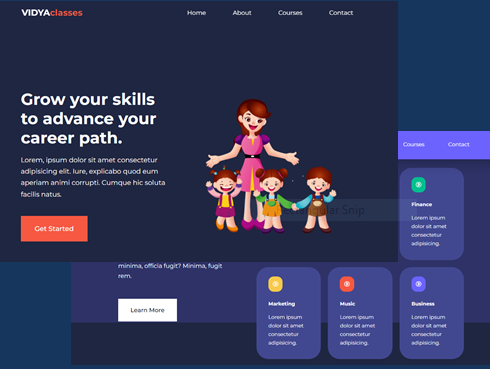 VIDYAclasses
Home About Courses Contact
Grow your skills
to advance your
career path.
Lorem, ipsum dolor sit amet consectetur
adipisicing elit. Iure, explicabo quod eum
aperiam animi corrupti. Cumque hic soluta
facilis natus.
Get Started
Courses Contact
Finance
Lorem ipsum
dolor sit amet
consectetur
adipisicing.
minima, officia fugit? Minima, fugit
rem.
Learn More
Marketing
Lorem ipsum
dolor sit amet
consectetur
adipisicing.
Music
Lorem ipsum
dolor sit amet
consectetur
adipisicing.
Business
Lorem ipsum
dolor sit amet
consectetur
adipisicing.